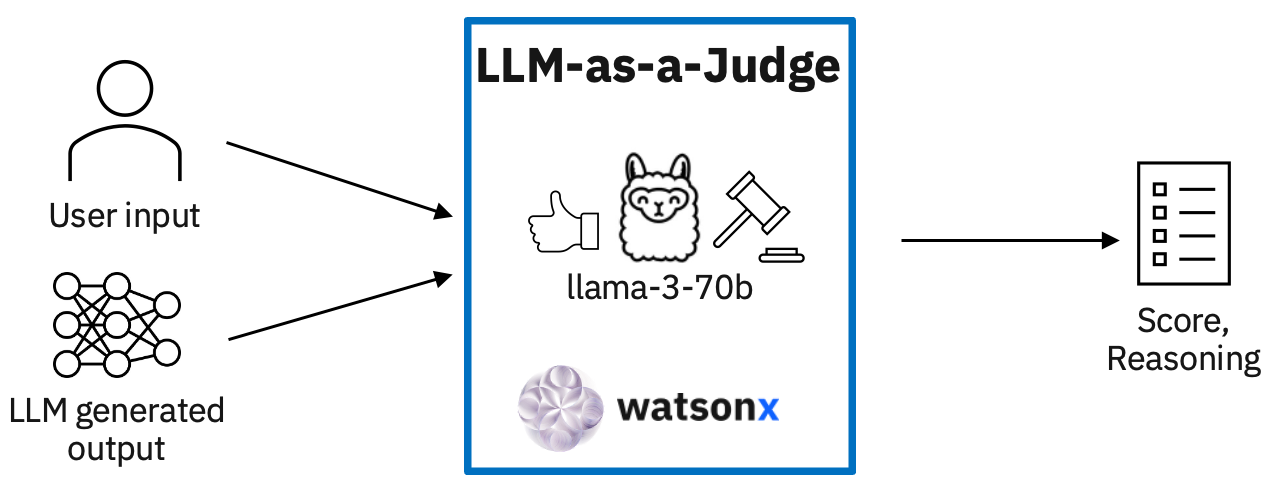 LLM-as-a-Judge
User input
LLM generated
output
llama-3-70b
watsonx
Score,
Reasoning